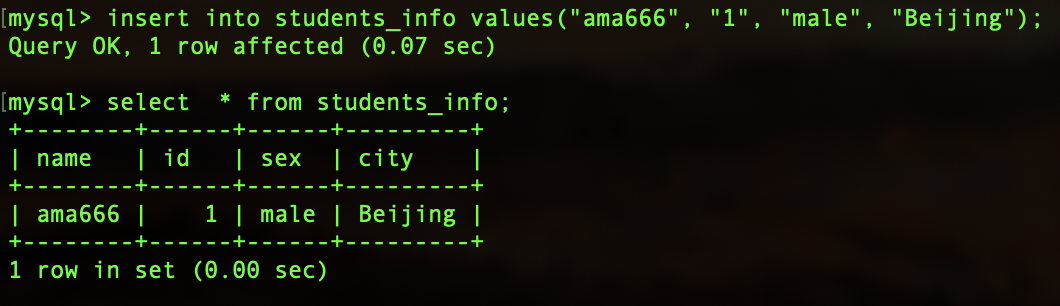 [mysql> insert into students_info values("ama666", "1", "male", "Beijing");
Query OK, 1 row affected (0.07 sec)
[mysql> select  * from students_info;
+--------+------+------+---------+
| name   | id   | sex  | city    |
+--------+------+------+---------+
| ama666 |    1 | male | Beijing |
+--------+------+------+---------+
1 row in set (0.00 sec)